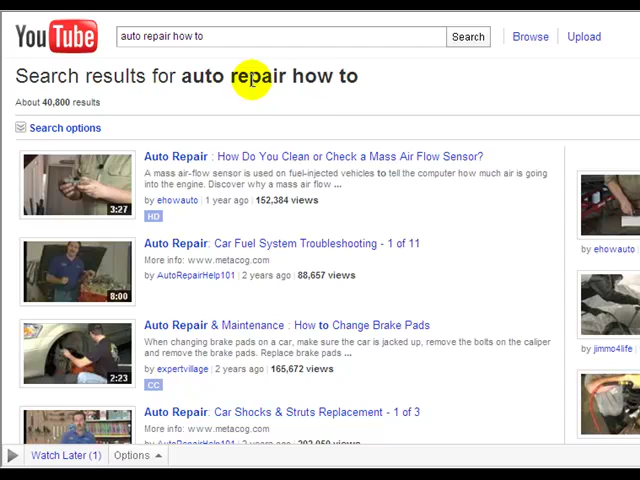 YouTube
auto repair how to
Search
Browse
Upload
Search results for auto repair how to
About 40,800 results
Search options
Auto Repair : How Do You Clean or Check a Mass Air Flow Sensor?
A mass air-flow sensor is used on fuel-injected vehicles to tell the computer how much air is going
into the engine. Discover why a mass air flow ...
by ehowauto | 1 year ago | 152,384 views
HD
3:27
Auto Repair: Car Fuel System Troubleshooting - 1 of 11
More info: www.metacog.com
by AutoRepairHelp101 | 2 years ago | 88,657 views
8:00
Auto Repair & Maintenance : How to Change Brake Pads
When changing brake pads on a car, make sure the car is jacked up, remove the bolts on the caliper
and remove the brake pads. Replace brake pads ...
by expertvillage | 2 years ago | 165,672 views
CC
2:23
Auto Repair: Car Shocks & Struts Replacement - 1 of 3
More info: www.metacog.com
by AutoRepairHelp101 | 2 years ago
by ehowauto
by jimmo4life
Watch Later (1)
Options